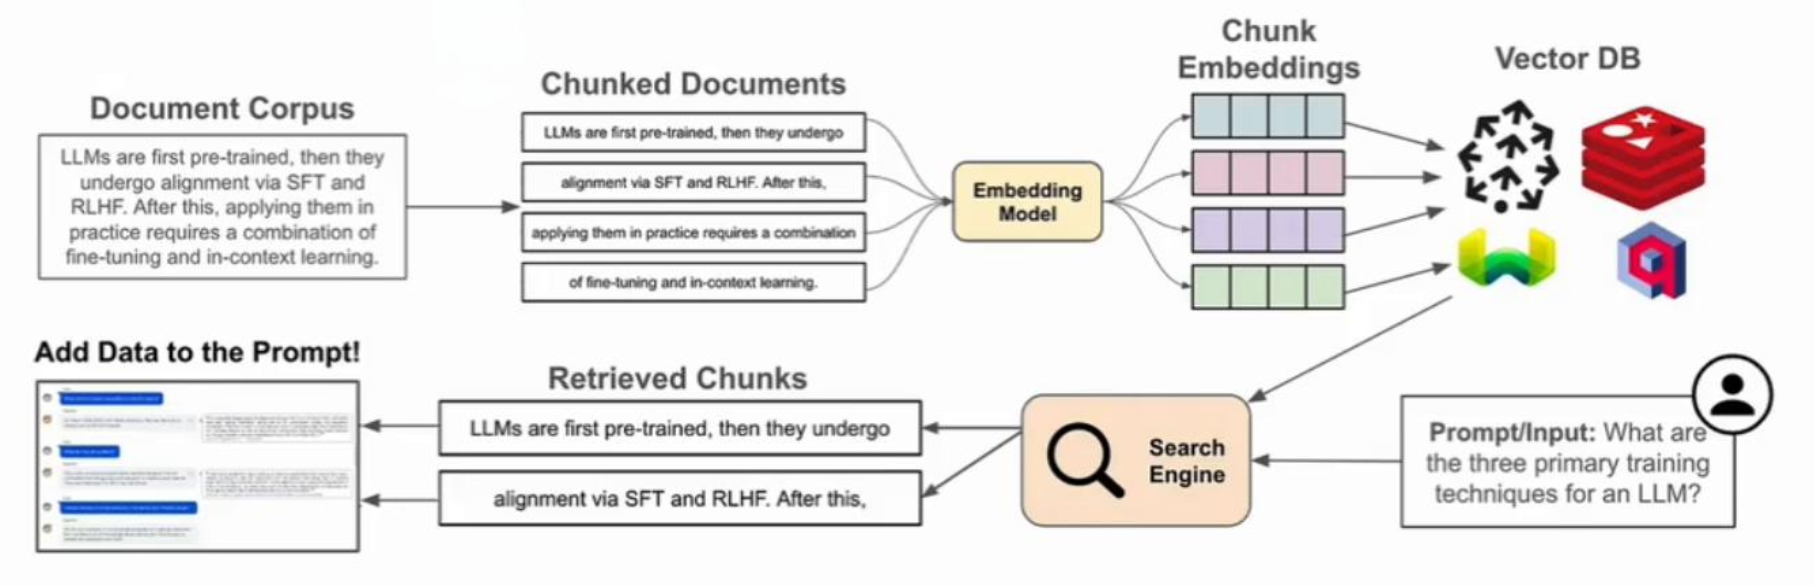 Document Corpus
LLMs are first pre-trained, then they
undergo alignment via SFT and
RLHF. After this, applying them in
practice requires a combination of
fine-tuning and in-context learning.
Chunked Documents
LLMs are first pre-trained, then they undergo
alignment via SFT and RLHF. After this,
applying them in practice requires a combination
of fine-tuning and in-context learning.
Embedding
Model
Chunk
Embeddings
Vector DB
Add Data to the Prompt!
Retrieved Chunks
LLMs are first pre-trained, then they undergo
alignment via SFT and RLHF. After this,
Search
Engine
Prompt/Input: What are
the three primary training
techniques for an LLM?